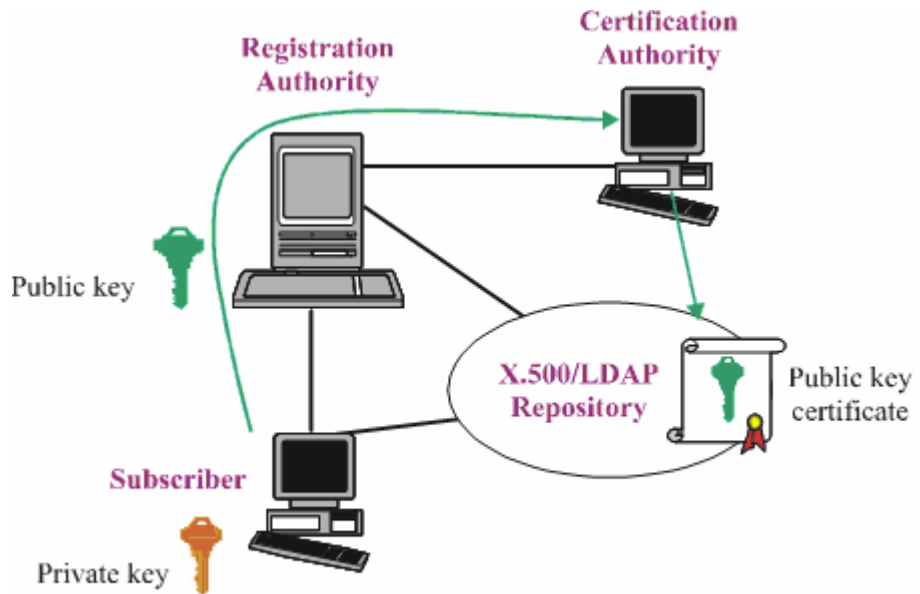 Registration
Authority
Certification
Authority
Public key
X.500/LDAP
Repository
Public key
certificate
Subscriber
Private key